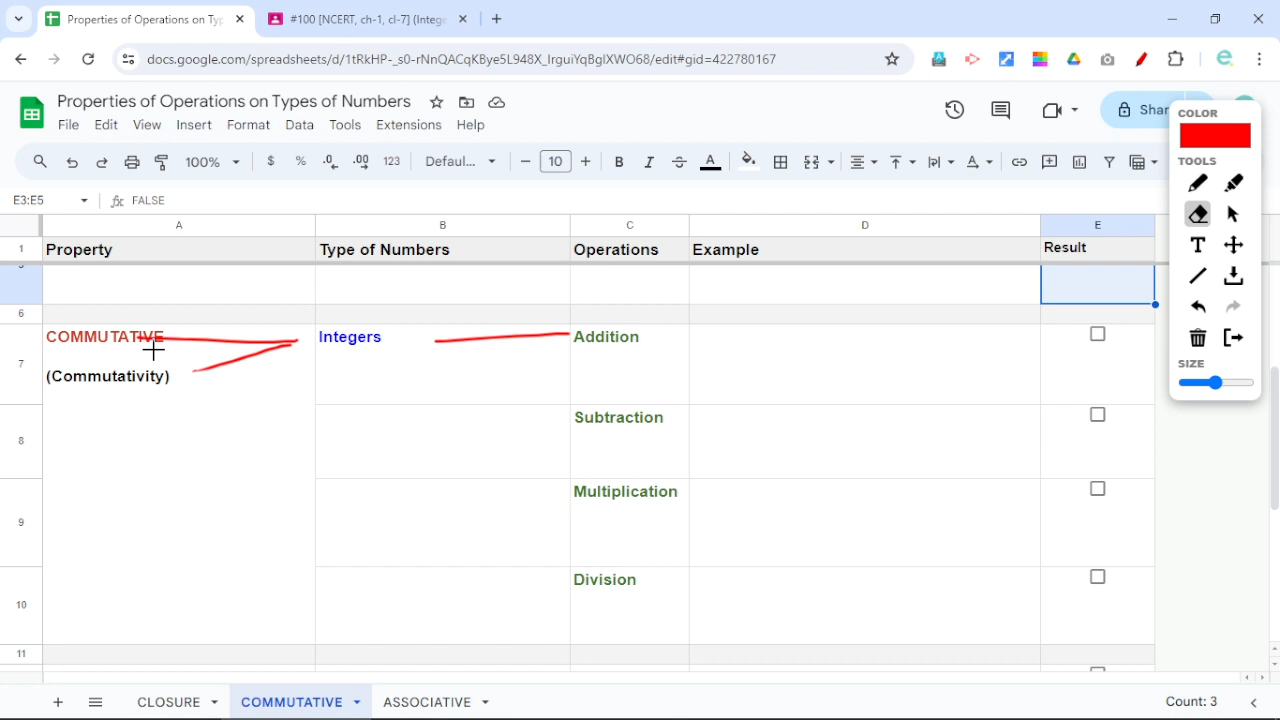 Properties of Operations on Typ
#100 [NCERT, ch-1, cl-7] (Intege
docs.google.com/spreadsheets/d/1tRkHP-_s0-rNnQACqKBye5L94BX_IrguiYqBgIXWO68/edit#gid=422780167
Properties of Operations on Types of Numbers
Shar
File Edit View Insert Format Data Tools Extensions Help
100% $ % .0 .00 123 Defaul... 10 B I A
E3:E5 fx FALSE
A B C D E
1 Property Type of Numbers Operations Example Result
6
7 COMMUTATIVE Integers Addition
(Commutativity)
8 Subtraction
9 Multiplication
10 Division
11
CLOSURE COMMUTATIVE ASSOCIATIVE Count: 3
COLOR
TOOLS
T
SIZE